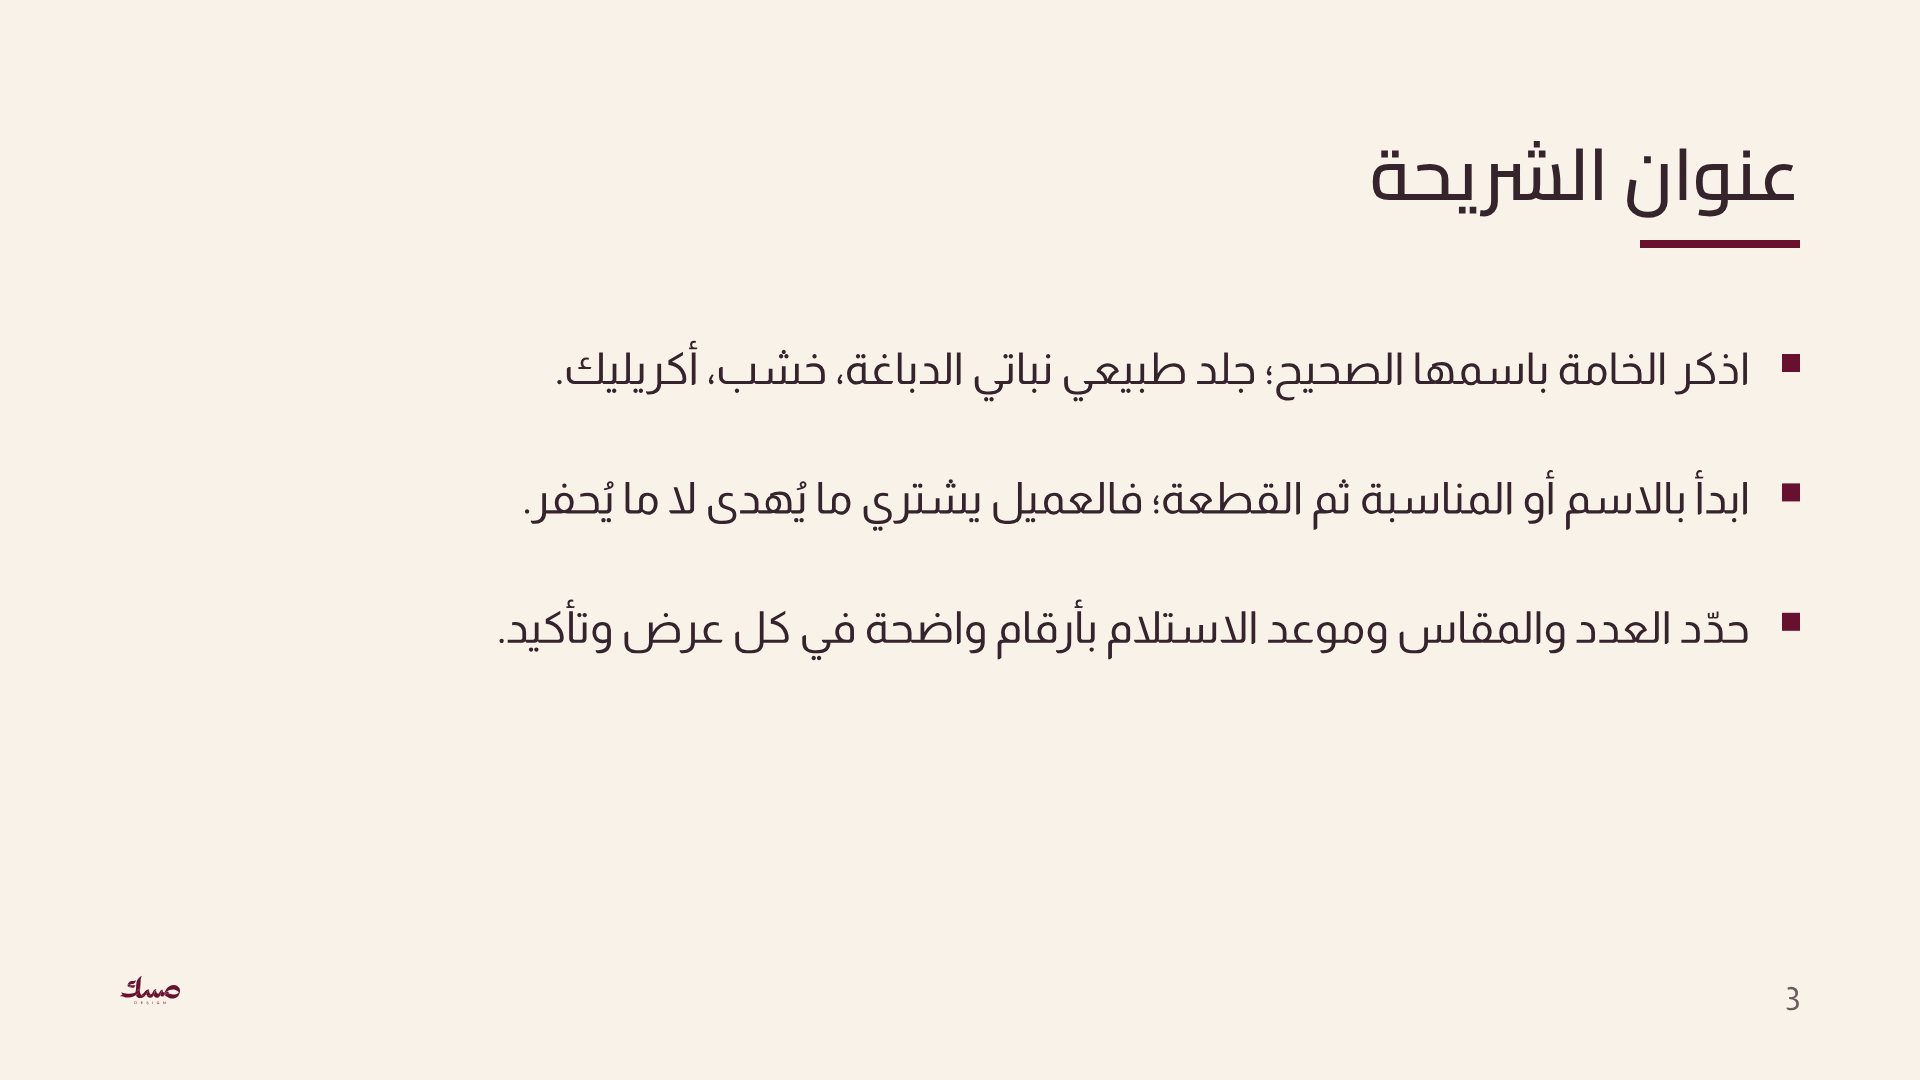 عنوان الشريحة
اذكر الخامة باسمها الصحيح؛ جلد طبيعي نباتي الدباغة، خشب، أكريليك.
ابدأ بالاسم أو المناسبة ثم القطعة؛ فالعميل يشتري ما يُهدى لا ما يُحفر.
حدّد العدد والمقاس وموعد الاستلام بأرقام واضحة في كل عرض وتأكيد.
مسك
DESIGN
3